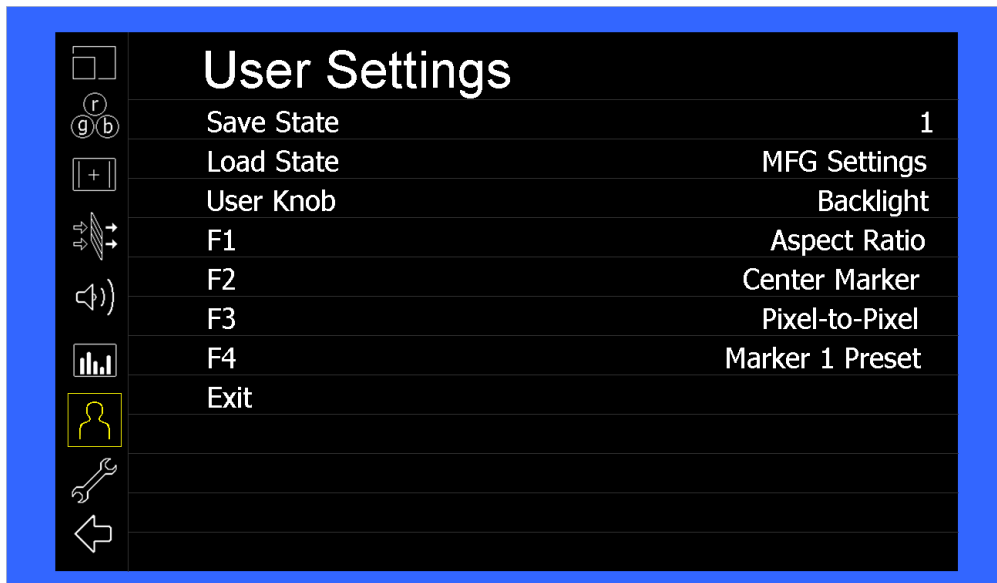 User Settings
r
g b
Save State 1
Load State MFG Settings
User Knob Backlight
F1 Aspect Ratio
F2 Center Marker
F3 Pixel-to-Pixel
F4 Marker 1 Preset
Exit